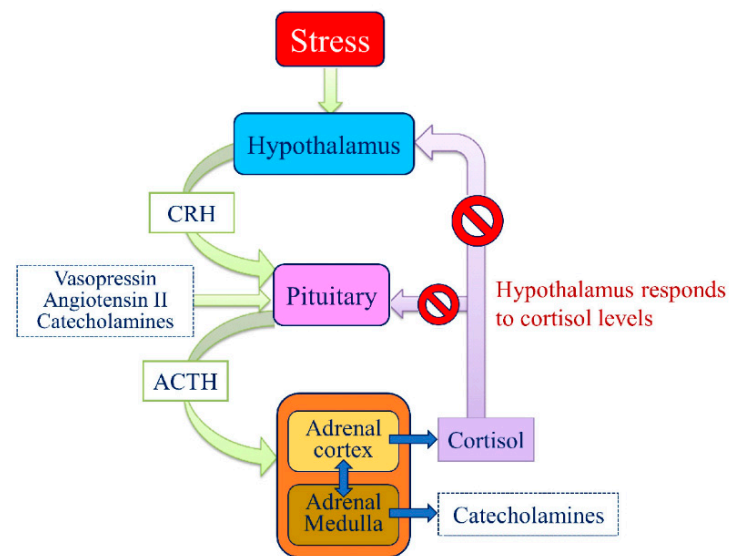 Stress
Hypothalamus
CRH
Vasopressin
Angiotensin II
Catecholamines
Pituitary
Hypothalamus responds
to cortisol levels
ACTH
Adrenal
cortex
Cortisol
Adrenal
Medulla
Catecholamines